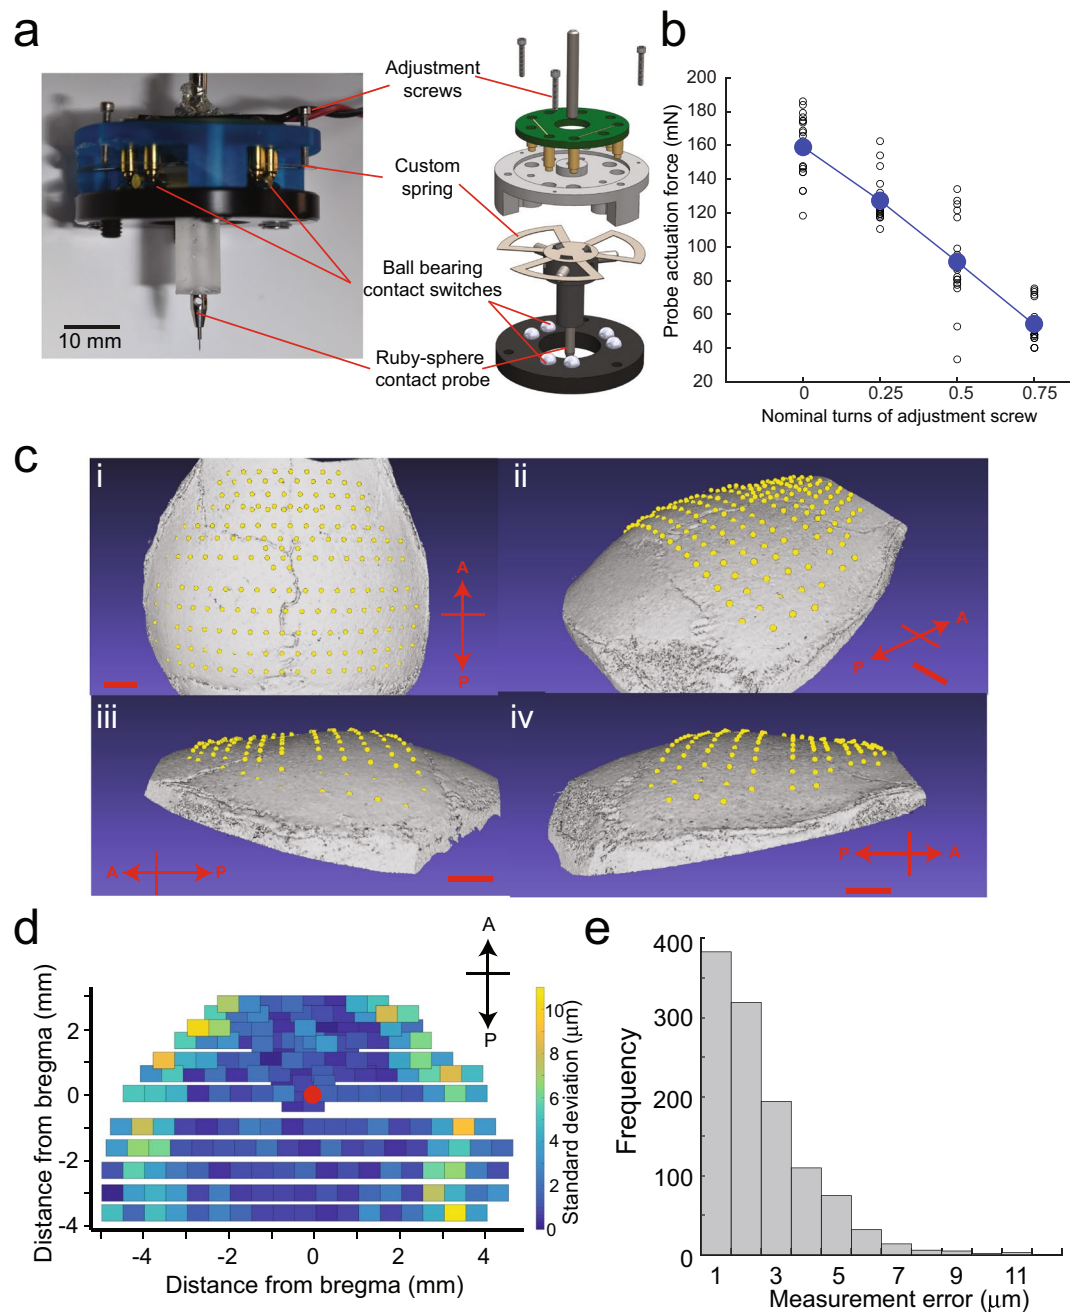 a
Adjustment
screws
Custom
spring
Ball bearing
contact switches
Ruby-sphere
contact probe
10 mm
b
Probe actuation force (mN)
200
180
160
140
120
100
80
60
40
20
0
0.25
0.5
0.75
Nominal turns of adjustment screw
c
i
A
P
ii
A
P
iii
A
P
iv
P
A
d
A
P
Distance from bregma (mm)
2
0
-2
-4
-4
-2
0
2
4
Distance from bregma (mm)
10
8
6
4
2
0
Standard deviation (μm)
e
Frequency
400
300
200
100
0
1
3
5
7
9
11
Measurement error (μm)